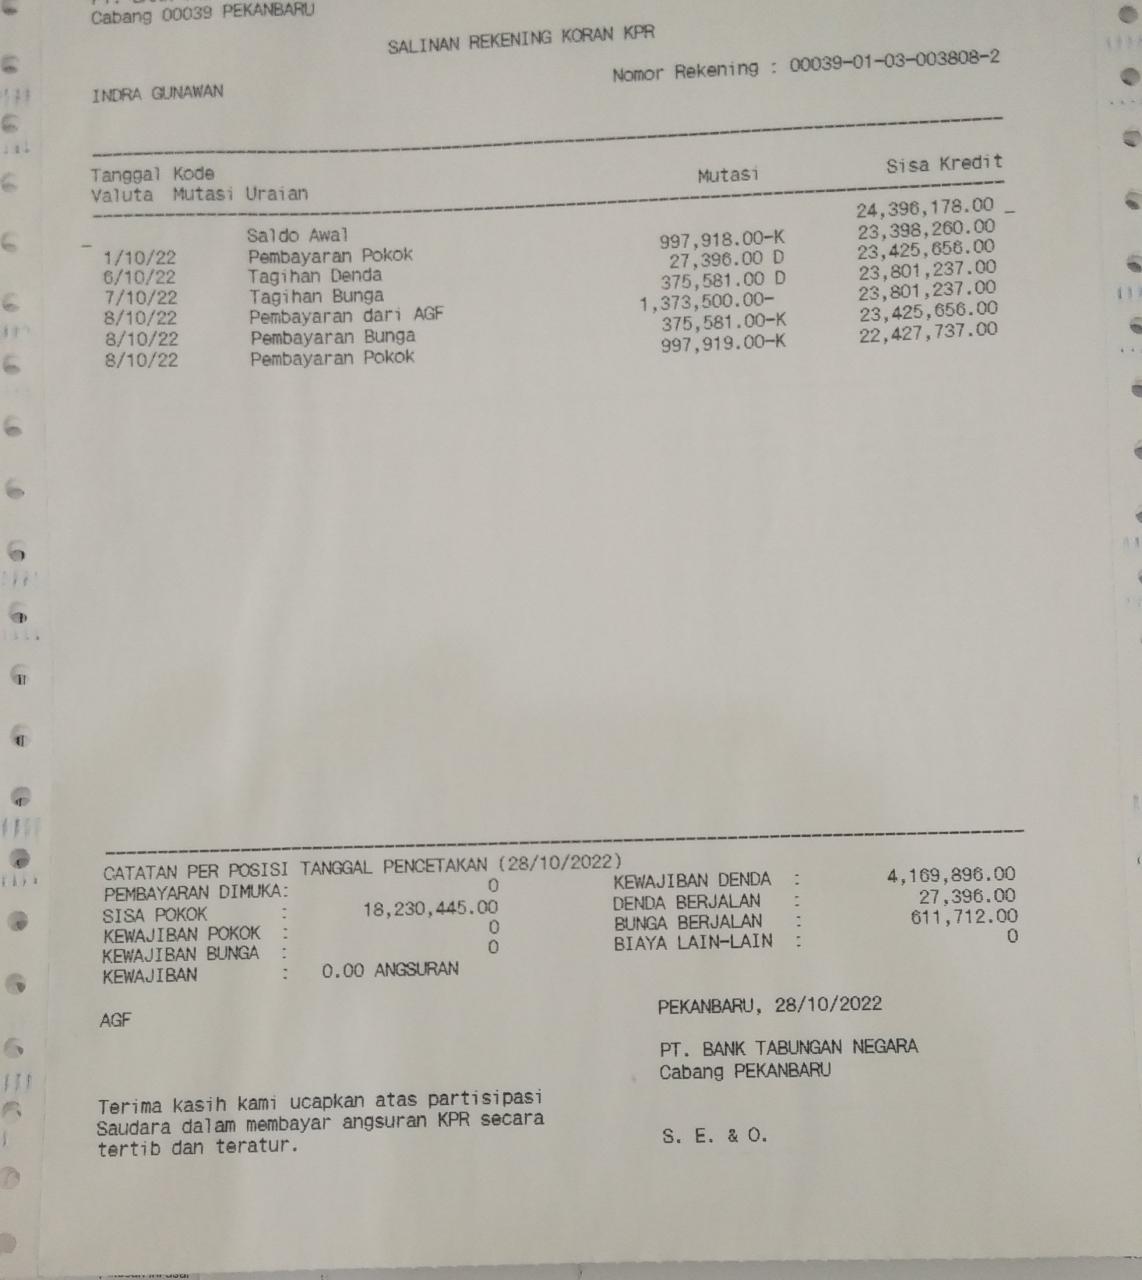 Cabang 00039 PEKANBARU
SALINAN REKENING KORAN KPR
Nomor Rekening : 00039-01-03-003808-2
INDRA GUNAWAN
Tanggal Kode
Valuta Mutasi Uraian Mutasi Sisa Kredit
Saldo Awal 24,396,178.00
1/10/22 Pembayaran Pokok 997,918.00-K 23,398,260.00
6/10/22 Tagihan Denda 27,396.00 D 23,425,656.00
7/10/22 Tagihan Bunga 375,581.00 D 23,801,237.00
8/10/22 Pembayaran dari AGF 1,373,500.00- 23,801,237.00
8/10/22 Pembayaran Bunga 375,581.00-K 23,425,656.00
8/10/22 Pembayaran Pokok 997,919.00-K 22,427,737.00
CATATAN PER POSISI TANGGAL PENCETAKAN (28/10/2022)
PEMBAYARAN DIMUKA: 0 KEWAJIBAN DENDA : 4,169,896.00
SISA POKOK : 18,230,445.00 DENDA BERJALAN : 27,396.00
KEWAJIBAN POKOK : 0 BUNGA BERJALAN : 611,712.00
KEWAJIBAN BUNGA : 0 BIAYA LAIN-LAIN : 0
KEWAJIBAN : 0.00 ANGSURAN
AGF PEKANBARU, 28/10/2022
PT. BANK TABUNGAN NEGARA
Cabang PEKANBARU
Terima kasih kami ucapkan atas partisipasi
Saudara dalam membayar angsuran KPR secara
tertib dan teratur.
S. E. & O.